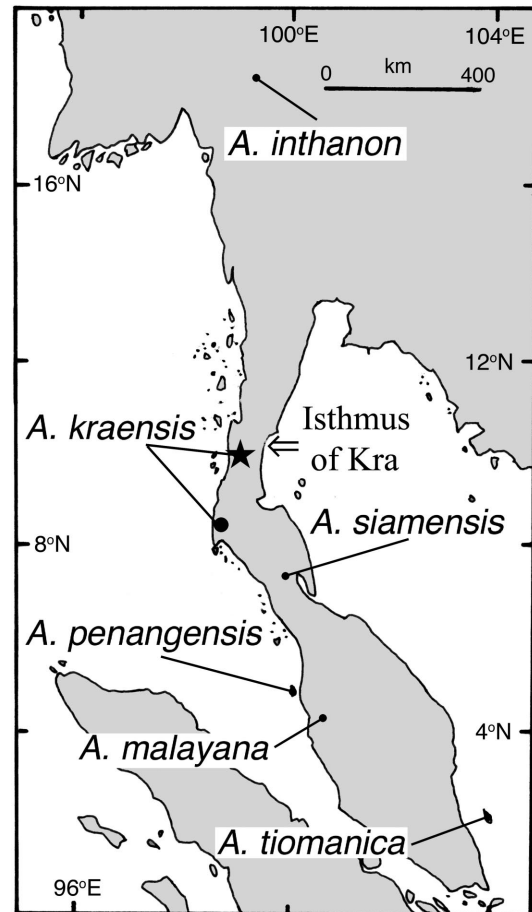 100°E
104°E
0
km
400
A. inthanon
16°N
12°N
A. kraensis
Isthmus
of Kra
A. siamensis
8°N
A. penangensis
A. malayana
4°N
A. tiomanica
96°E